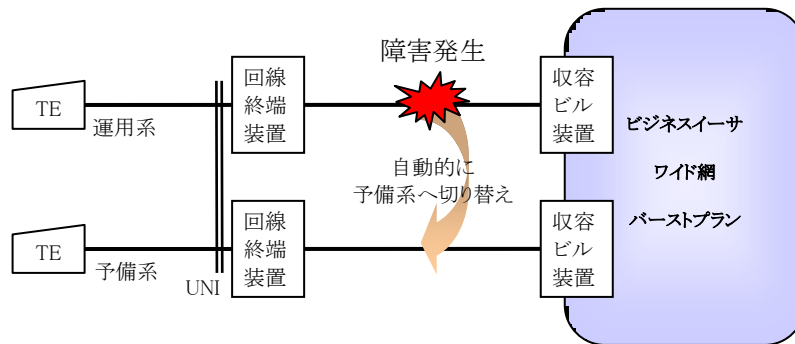 障害発生
回線
終端
装置
収容
ビル
装置
TE
運用系
ビジネスイーサ
ワイド網
バーストプラン
自動的に
予備系へ切り替え
回線
終端
装置
収容
ビル
装置
TE
予備系
UNI